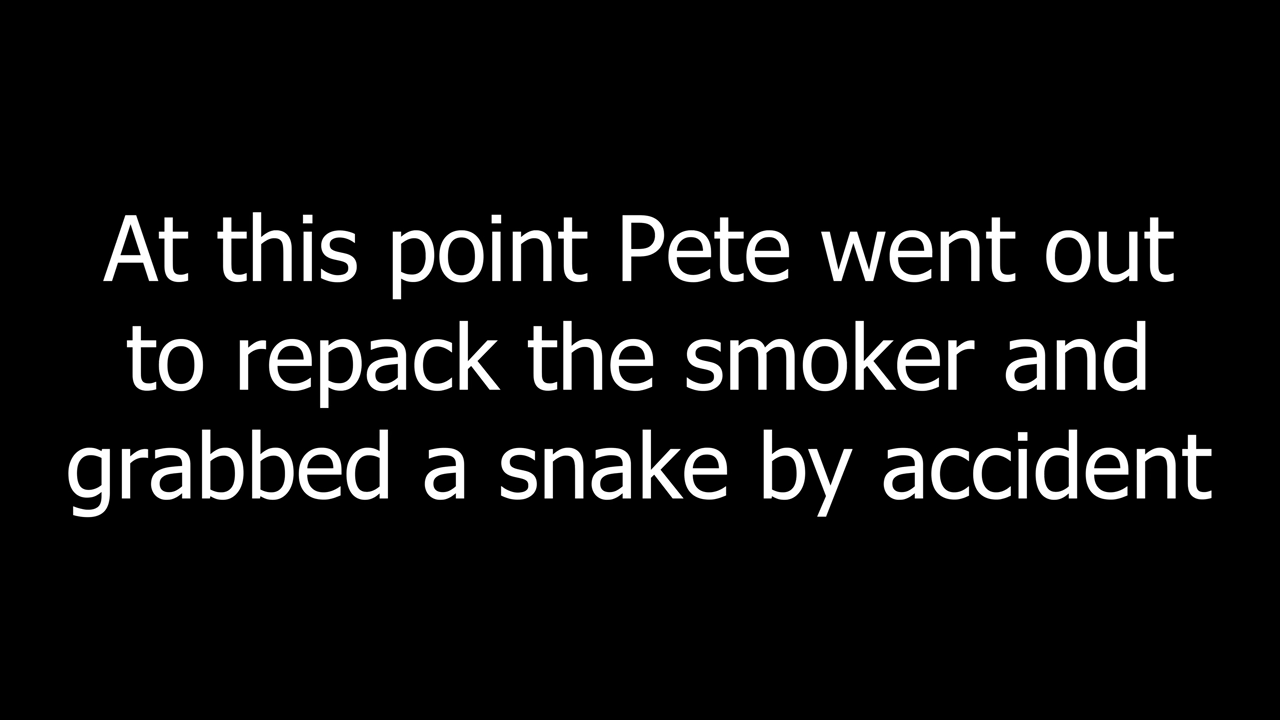 At this point Pete went out
to repack the smoker and
grabbed a snake by accident